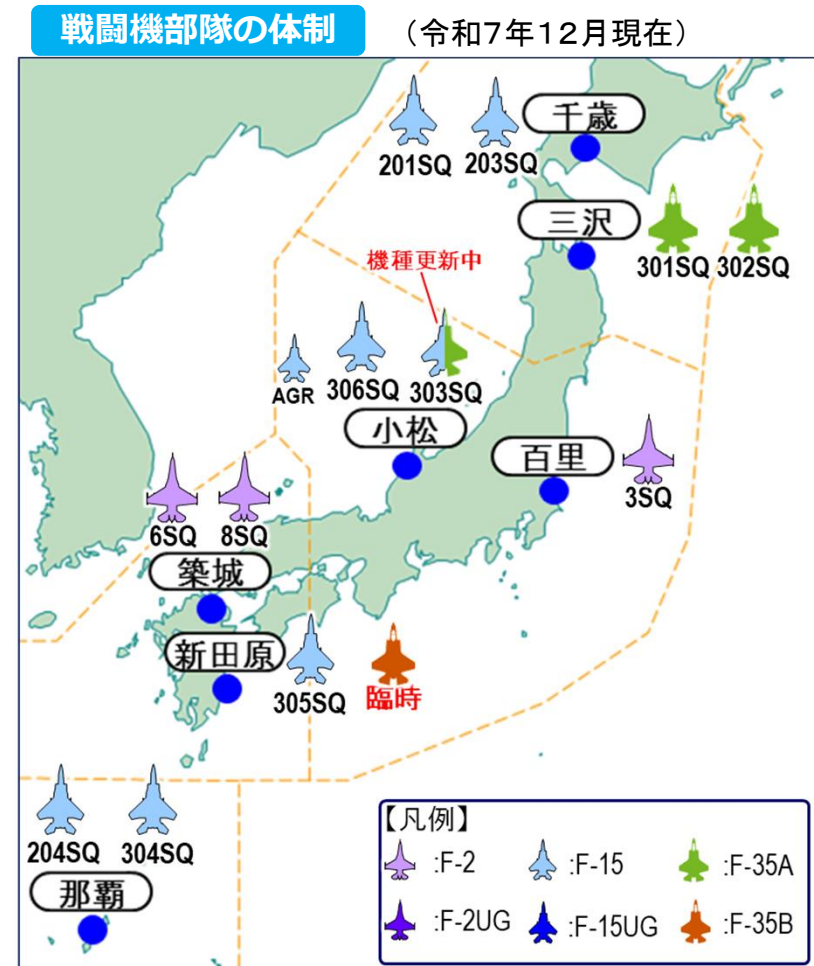 戦闘機部隊の体制
（令和7年12月現在）
千歳
201SQ 203SQ
三沢
301SQ 302SQ
機種更新中
AGR 306SQ 303SQ
小松
百里
3SQ
6SQ 8SQ
築城
新田原
305SQ
臨時
204SQ 304SQ
那覇
【凡例】
:F-2 :F-15 :F-35A
:F-2UG :F-15UG :F-35B